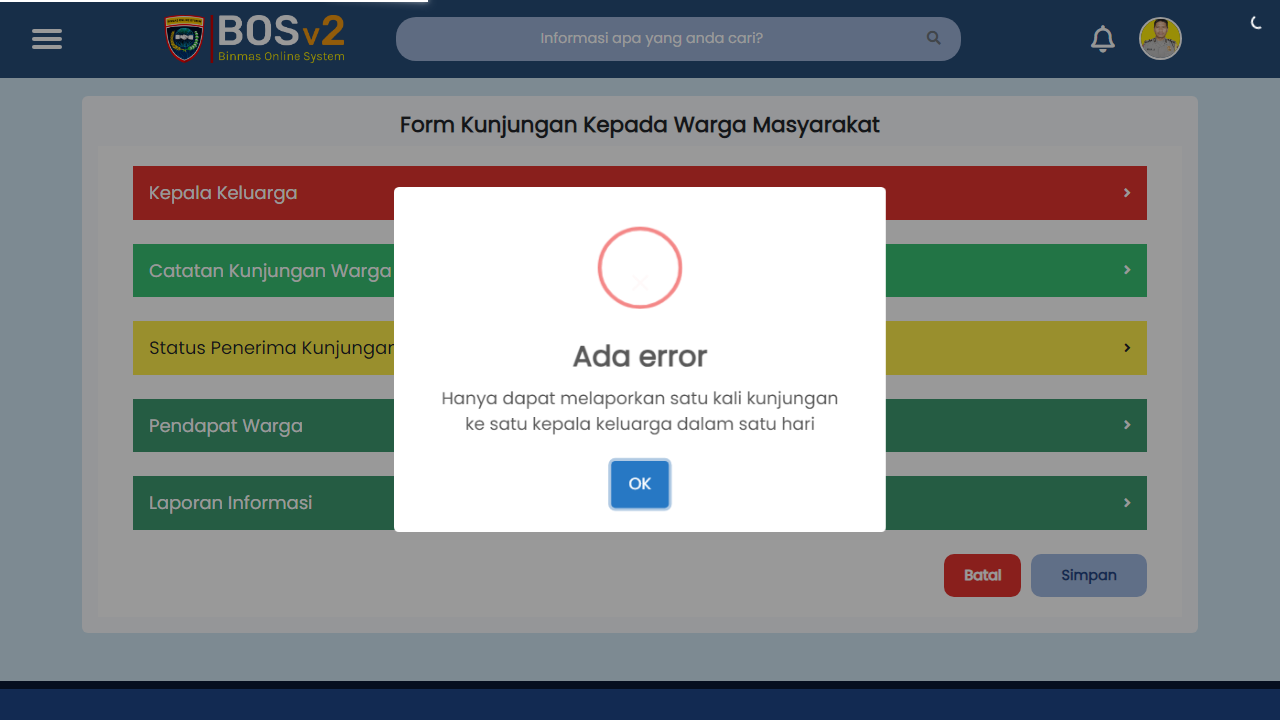 BOSv2
Binmas Online System
Informasi apa yang anda cari?
Form Kunjungan Kepada Warga Masyarakat
Kepala Keluarga
Catatan Kunjungan Warga
Status Penerima Kunjungan
Pendapat Warga
Laporan Informasi
Ada error
Hanya dapat melaporkan satu kali kunjungan
ke satu kepala keluarga dalam satu hari
OK
Batal
Simpan